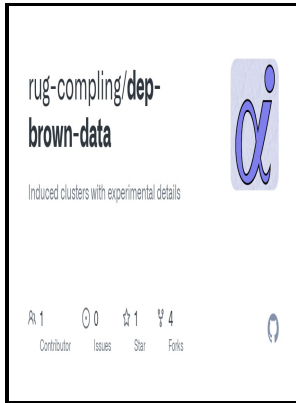 rug-compling/dep-
brown-data
Induced clusters with experimental details
1 0 1 4
Contributor Issues Star Forks